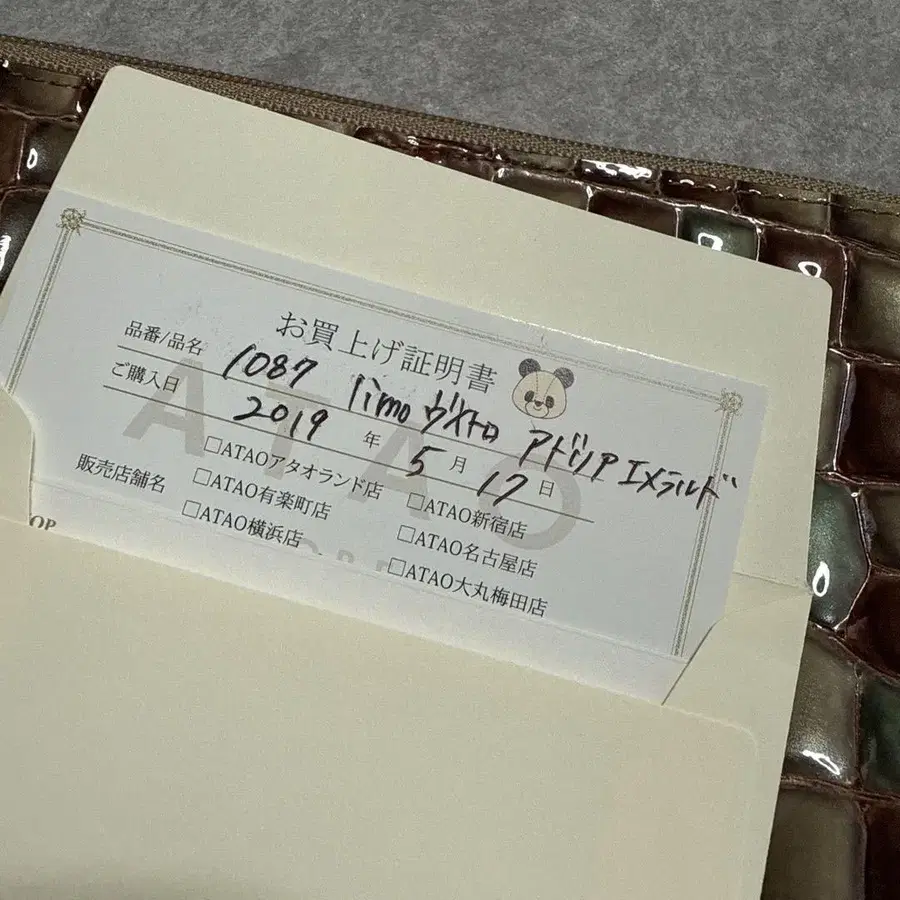 お買上げ証明書
品番/品名 1087 limo ヴィトロ アドリアエメラルド
ご購入日 2019 年 5 月 17 日
販売店舗名
□ATAOアタオランド店 □ATAO新宿店
□ATAO有楽町店 □ATAO名古屋店
□ATAO横浜店 □ATAO大丸梅田店
ATAO
OP